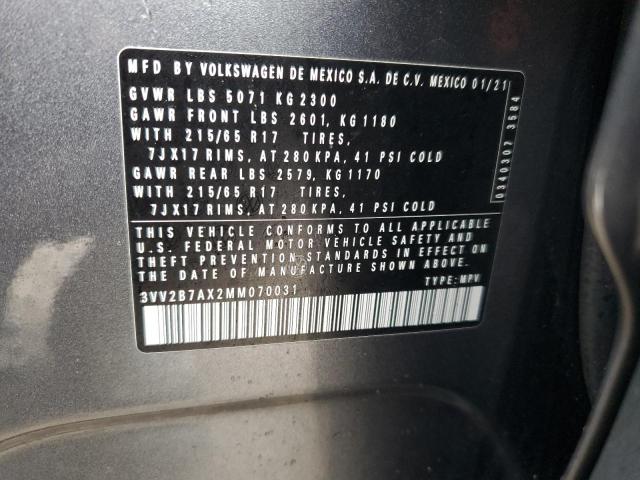 MFD BY VOLKSWAGEN DE MEXICO S.A. DE C.V. MEXICO 01/21
GVWR LBS 5071 KG 2300
GAWR FRONT LBS 2601, KG 1180
WITH 215/65 R17 TIRES,
7JX17 RIMS, AT 280 KPA, 41 PSI COLD
GAWR REAR LBS 2579, KG 1170
WITH 215/65 R17 TIRES,
7JX17 RIMS, AT 280 KPA, 41 PSI COLD
THIS VEHICLE CONFORMS TO ALL APPLICABLE
U.S. FEDERAL MOTOR VEHICLE SAFETY AND
THEFT PREVENTION STANDARDS IN EFFECT ON
THE DATE OF MANUFACTURE SHOWN ABOVE.
3VV2B7AX2MM070031 TYPE: MPV
0340307 3584